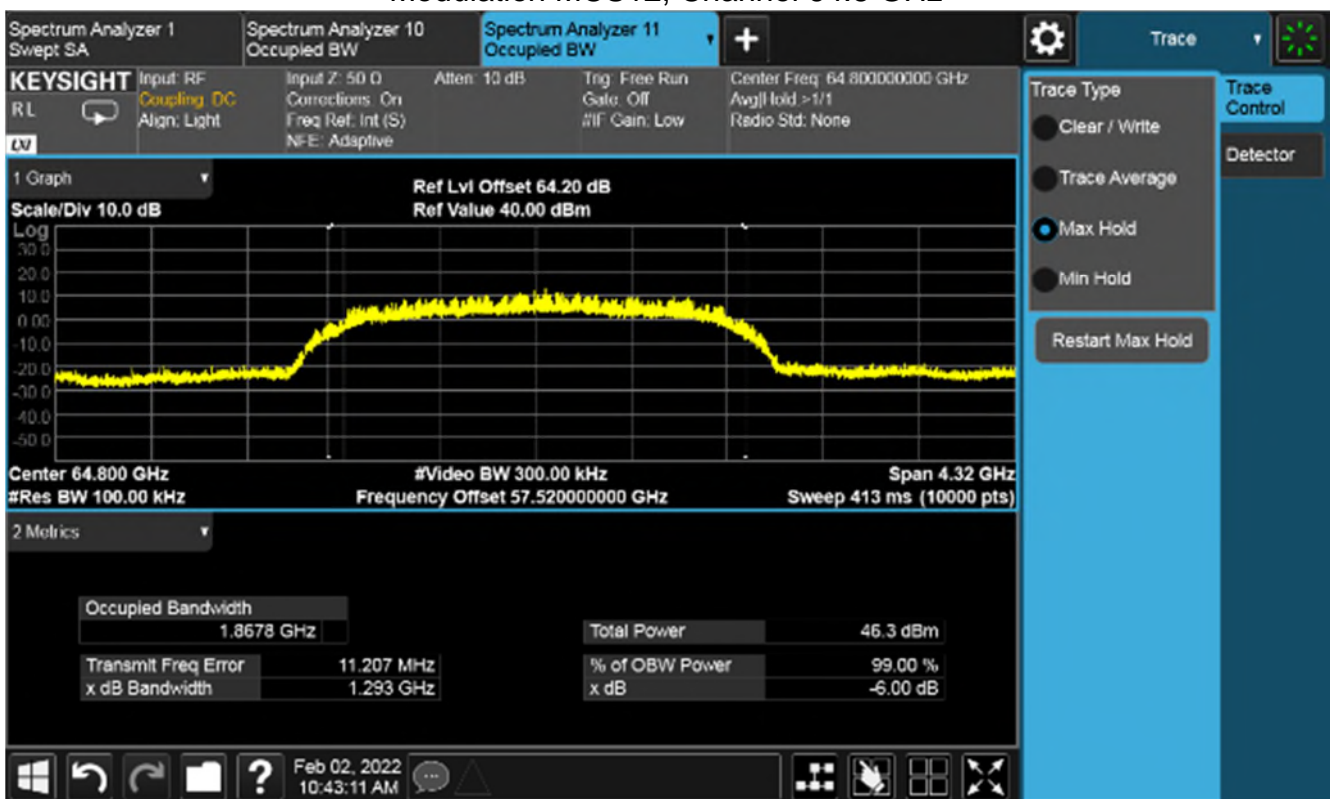 Spectrum Analyzer 1
Swept SA
Spectrum Analyzer 10
Occupied BW
Spectrum Analyzer 11
Occupied BW
Trace
KEYSIGHT
RL
LXI
Input: RF
Coupling: DC
Align: Light
Input Z: 50 Ω
Corrections: On
Freq Ref: Int (S)
NFE: Adaptive
Atten: 10 dB
Trig: Free Run
Gate: Off
#IF Gain: Low
Center Freq: 64.800000000 GHz
Avg|Hold:>1/1
Radio Std: None
Trace Type
Clear / Write
Trace Average
Max Hold
Min Hold
Restart Max Hold
Trace
Control
Detector
1 Graph
Scale/Div 10.0 dB
Ref Lvl Offset 64.20 dB
Ref Value 40.00 dBm
Log
30.0
20.0
10.0
0.00
-10.0
-20.0
-30.0
-40.0
-50.0
Center 64.800 GHz
#Video BW 300.00 kHz
Span 4.32 GHz
#Res BW 100.00 kHz
Frequency Offset 57.520000000 GHz
Sweep 413 ms (10000 pts)
2 Metrics
Occupied Bandwidth
1.8678 GHz
Total Power 46.3 dBm
Transmit Freq Error 11.207 MHz
% of OBW Power 99.00 %
x dB Bandwidth 1.293 GHz
x dB -6.00 dB
Feb 02, 2022
10:43:11 AM